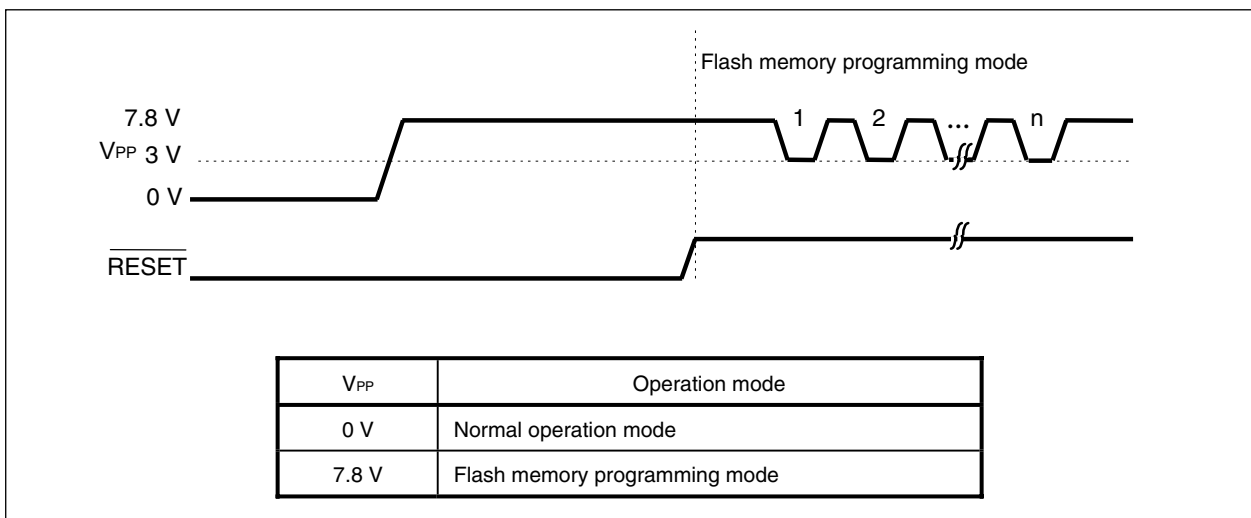 Flash memory programming mode
7.8 V
1 2 ... n
VPP 3 V
0 V
RESET
VPP Operation mode
0 V Normal operation mode
7.8 V Flash memory programming mode